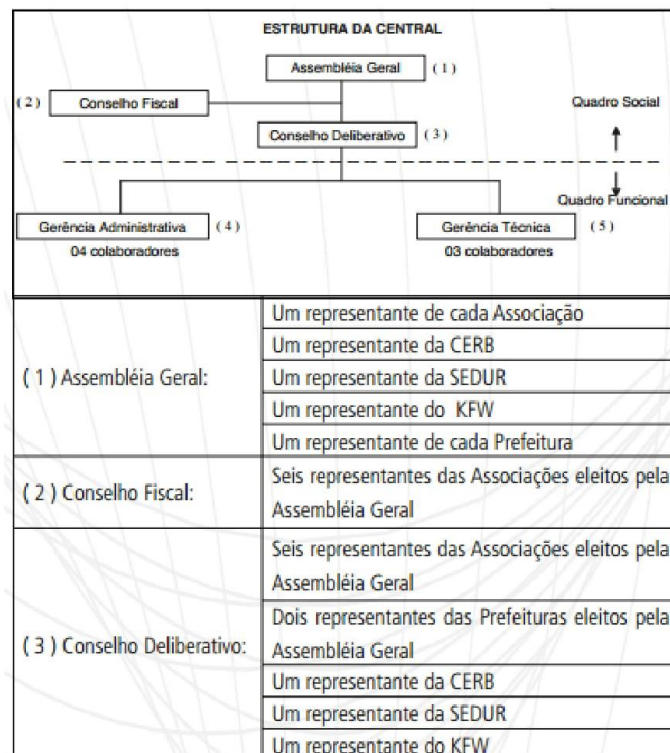 ESTRUTURA DA CENTRAL
Assembléia Geral ( 1 )
( 2 ) Conselho Fiscal
Quadro Social
Conselho Deliberativo ( 3 )
Quadro Funcional
Gerência Administrativa ( 4 )
04 colaboradores
Gerência Técnica ( 5 )
03 colaboradores
( 1 ) Assembléia Geral:
Um representante de cada Associação
Um representante da CERB
Um representante da SEDUR
Um representante do KFW
Um representante de cada Prefeitura
( 2 ) Conselho Fiscal:
Seis representantes das Associações eleitos pela
Assembléia Geral
( 3 ) Conselho Deliberativo:
Seis representantes das Associações eleitos pela
Assembléia Geral
Dois representantes das Prefeituras eleitos pela
Assembléia Geral
Um representante da CERB
Um representante da SEDUR
Um representante do KFW